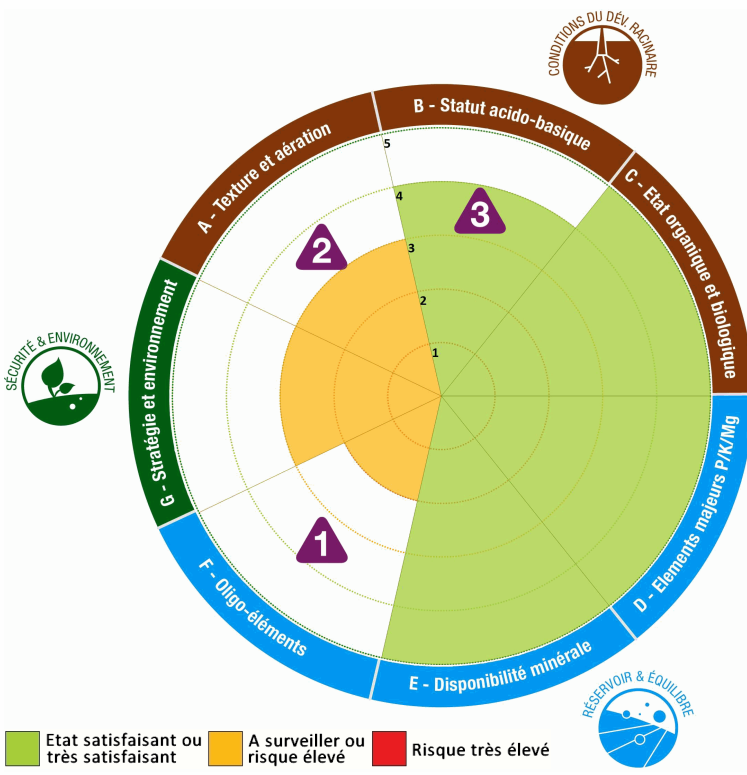 CONDITIONS DU DÉV. RACINAIRE
B - Statut acido-basique
A - Texture et aération
C - Etat organique et biologique
5
4
3
3
2
2
1
SÉCURITÉ & ENVIRONNEMENT
G - Stratégie et environnement
D - Elements majeurs P/K/Mg
1
F - Oligo-éléments
E - Disponibilité minérale
RÉSERVOIR & ÉQUILIBRE
Etat satisfaisant ou
très satisfaisant
A surveiller ou
risque élevé
Risque très élevé